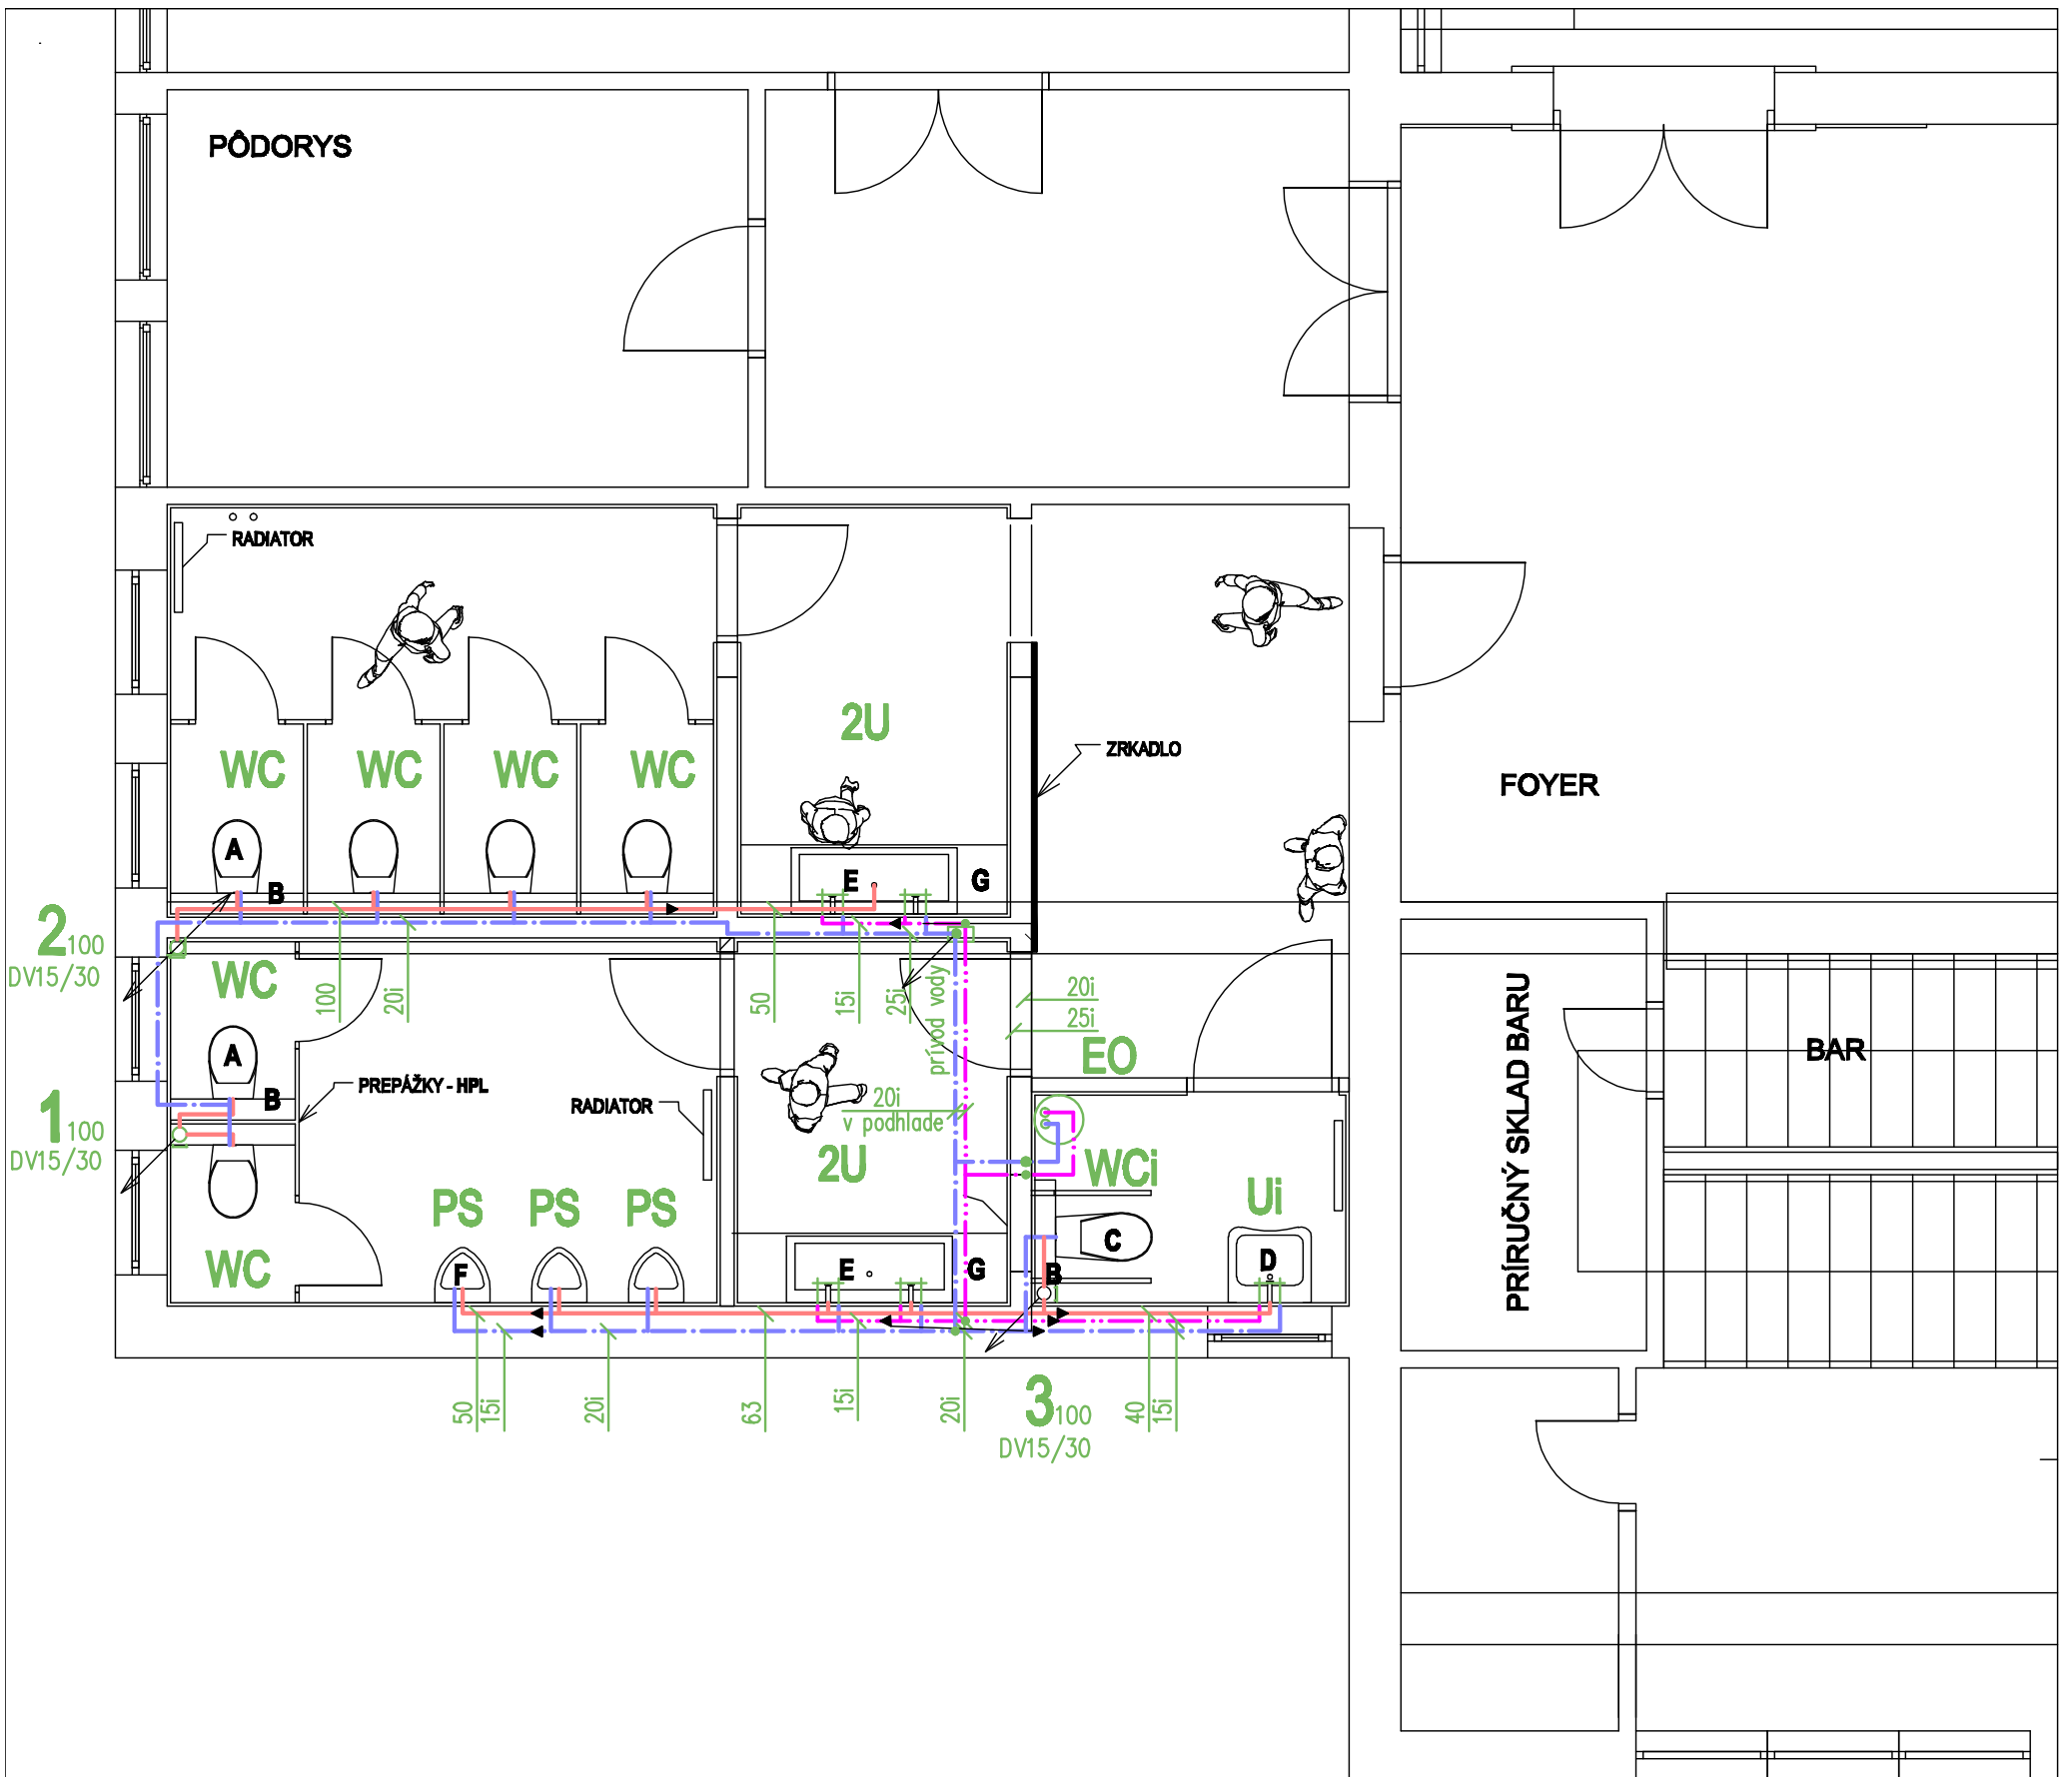 PÔDORYS
RADIATOR
2U
ZRKADLO
WC WC WC WC
FOYER
A
B
E
G
2 100
DV15/30
WC
100
20i
50
15i
25i
prívod vody
20i
25i
EO
PRÍRUČNÝ SKLAD BARU
BAR
A
B
PREPÁŽKY - HPL
RADIATOR
20i
v podhlade
1 100
DV15/30
2U
WCi
Ui
PS PS PS
WC
F
E
G
C
B
D
50
15i
20i
63
15i
20i
3 100
DV15/30
40
15i